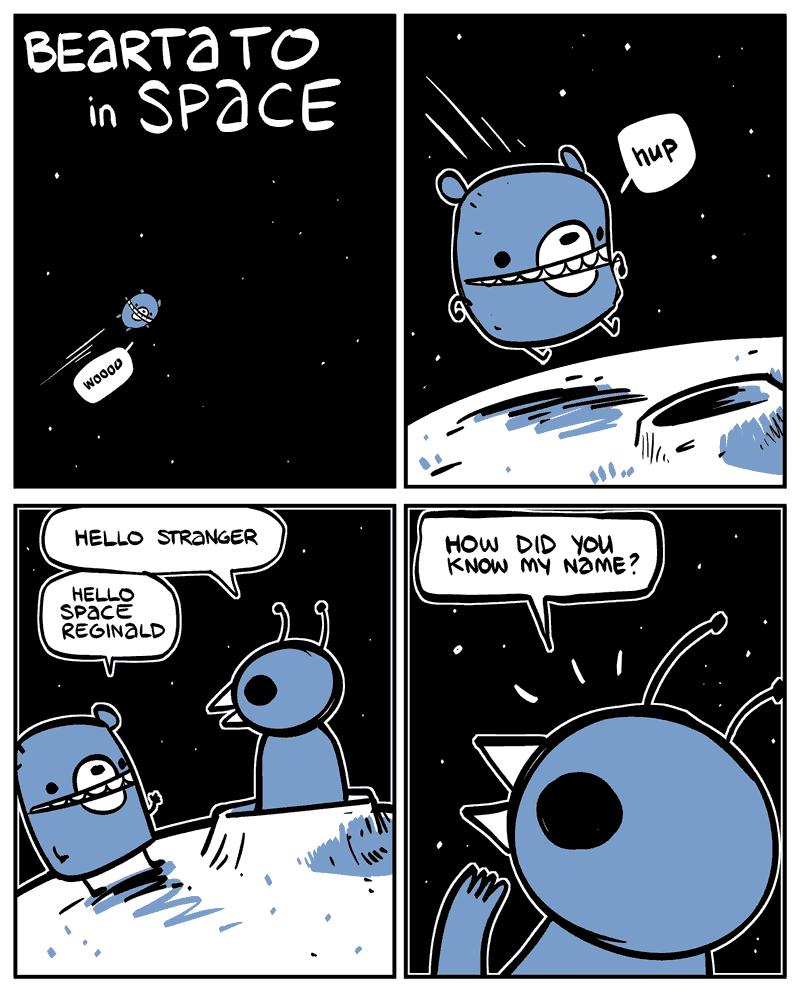 BEARTATO
in SPACE
WOOOO
hup
HELLO STRANGER
HELLO
SPACE
REGINALD
HOW DID YOU
KNOW MY NAME?